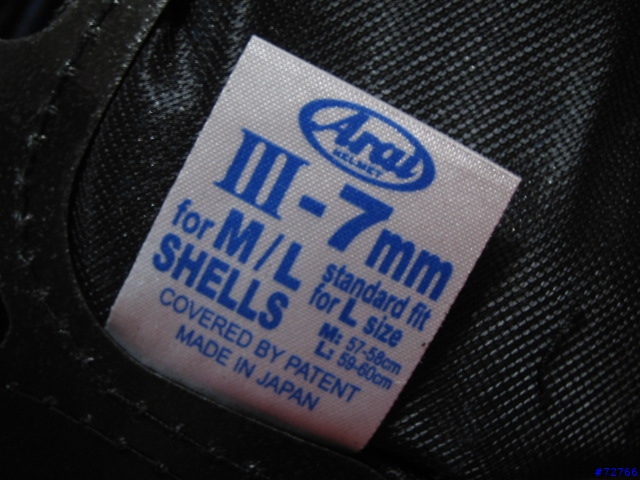 Arai
HELMET
III-7mm
for M/L
SHELLS
standard fit
for L size
M: 57-58cm
L: 59-60cm
COVERED BY PATENT
MADE IN JAPAN
#72766